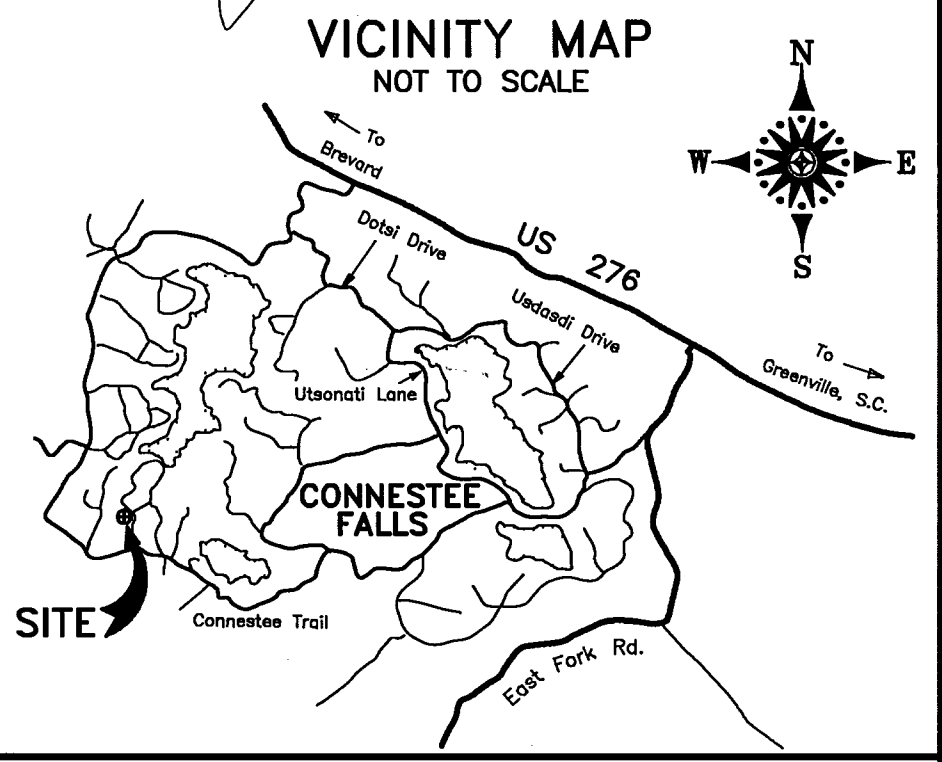 VICINITY MAP
NOT TO SCALE
N
W
E
S
To
Brevard
Dotsi Drive
US 276
Usdasdi Drive
To
Greenville, S.C.
Utsonati Lane
CONNESTEE
FALLS
SITE
Connestee Trail
East Fork Rd.